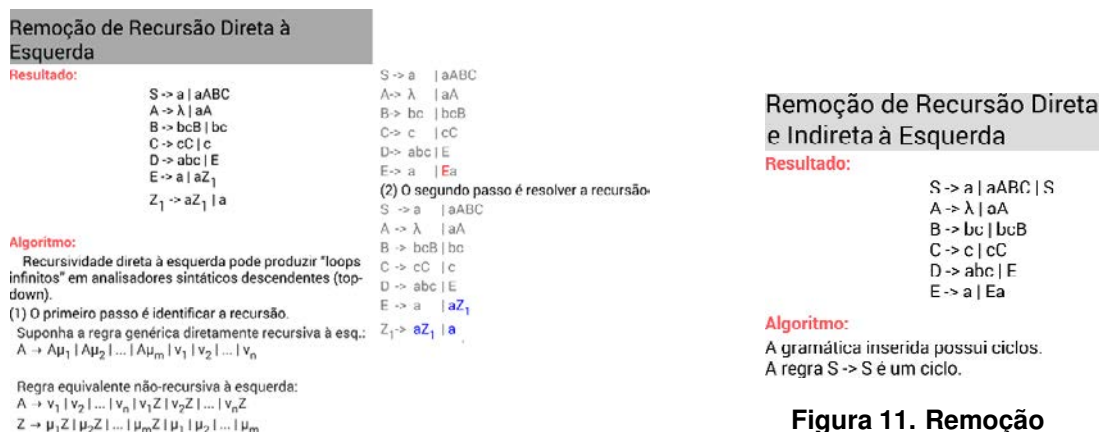 Remoção de Recursão Direta à
Esquerda
Resultado:
S -> a | aABC
A -> λ | aA
B -> bcB | bc
C -> cC | c
D -> abc | E
E -> a | aZ₁
Z₁ -> aZ₁ | a
Algoritmo:
Recursividade direta à esquerda pode produzir "loops
infinitos" em analisadores sintáticos descendentes (top-
down).
(1) O primeiro passo é identificar a recursão.
Suponha a regra genérica diretamente recursiva à esq.:
A → Aμ₁ | Aμ₂ | ... | Aμₘ | v₁ | v₂ | ... | vₙ
Regra equivalente não-recursiva à esquerda:
A → v₁ | v₂ | ... | vₙ | v₁Z | v₂Z | ... | vₙZ
Z → μ₁Z | μ₂Z | ... | μₘZ | μ₁ | μ₂ | ... | μₘ
S -> a | aABC
A-> λ | aA
B-> bc | bcB
C-> c | cC
D-> abc | E
E-> a | Ea
(2) O segundo passo é resolver a recursão
S -> a | aABC
A -> λ | aA
B -> bcB | bc
C -> cC | c
D -> abc | E
E -> a | aZ₁
Z₁-> aZ₁ | a
Remoção de Recursão Direta
e Indireta à Esquerda
Resultado:
S -> a | aABC | S
A -> λ | aA
B -> bc | bcB
C -> c | cC
D -> abc | E
E -> a | Ea
Algoritmo:
A gramática inserida possui ciclos.
A regra S -> S é um ciclo.
Figura 11. Remoção